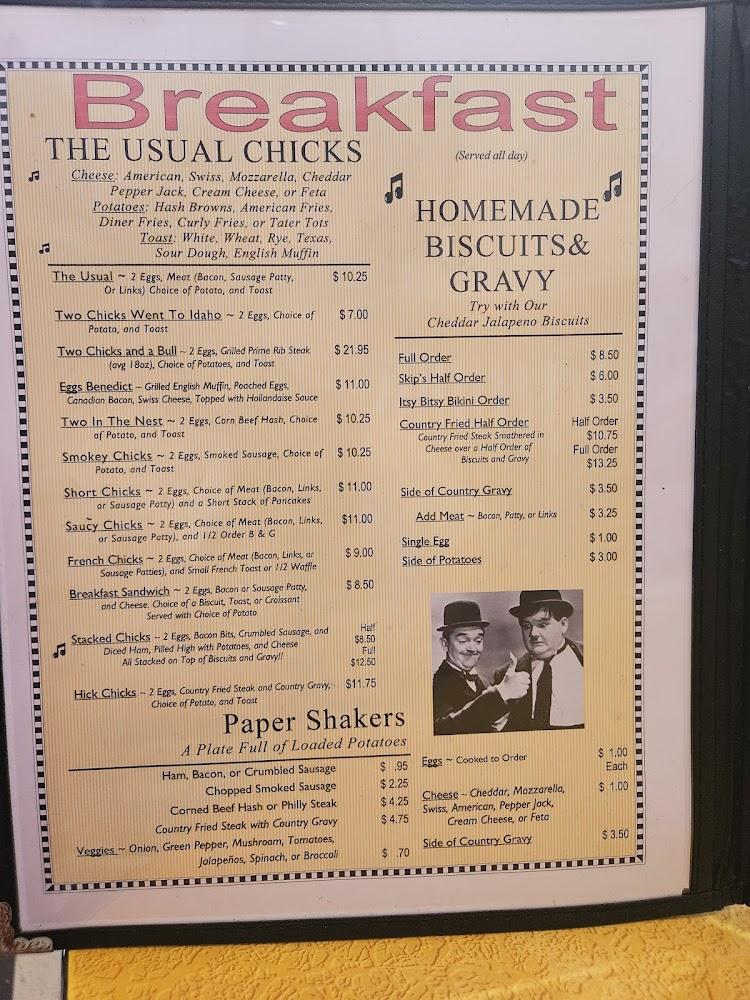 Breakfast
THE USUAL CHICKS
Cheese: American, Swiss, Mozzarella, Cheddar
Pepper Jack, Cream Cheese, or Feta
Potatoes: Hash Browns, American Fries,
Diner Fries, Curly Fries, or Tater Tots
Toast: White, Wheat, Rye, Texas,
Sour Dough, English Muffin
The Usual ~ 2 Eggs, Meat (Bacon, Sausage Patty, $ 10.25
Or Links) Choice of Potato, and Toast
Two Chicks Went To Idaho ~ 2 Eggs, Choice of $ 7.00
Potato, and Toast
Two Chicks and a Bull ~ 2 Eggs, Grilled Prime Rib Steak $ 21.95
(avg 18oz), Choice of Potatoes, and Toast
Eggs Benedict ~ Grilled English Muffin, Poached Eggs, $ 11.00
Canadian Bacon, Swiss Cheese, Topped with Hollandaise Sauce
Two In The Nest ~ 2 Eggs, Corn Beef Hash, Choice $ 10.25
of Potato, and Toast
Smokey Chicks ~ 2 Eggs, Smoked Sausage, Choice of $ 10.25
Potato, and Toast
Short Chicks ~ 2 Eggs, Choice of Meat (Bacon, Links, $ 11.00
or Sausage Patty) and a Short Stack of Pancakes
Saucy Chicks ~ 2 Eggs, Choice of Meat (Bacon, Links, $11.00
or Sausage Patty), and 1/2 Order B & G
French Chicks ~ 2 Eggs, Choice of Meat (Bacon, Links, or $ 9.00
Sausage Patties), and Small French Toast or 1/2 Waffle
Breakfast Sandwich ~ 2 Eggs, Bacon or Sausage Patty, $ 8.50
and Cheese. Choice of a Biscuit, Toast, or Croissant
Served with Choice of Potato
Stacked Chicks ~ 2 Eggs, Bacon Bits, Crumbled Sausage, and
Diced Ham, Pilled High with Potatoes, and Cheese
All Stacked on Top of Biscuits and Gravy!!
Half
$8.50
Full
$12.50
Hick Chicks ~ 2 Eggs, Country Fried Steak and Country Gravy, $11.75
Choice of Potato, and Toast
Paper Shakers
A Plate Full of Loaded Potatoes
Ham, Bacon, or Crumbled Sausage $ .95
Chopped Smoked Sausage $ 2.25
Corned Beef Hash or Philly Steak $ 4.25
Country Fried Steak with Country Gravy $ 4.75
Veggies ~ Onion, Green Pepper, Mushroom, Tomatoes,
Jalapeños, Spinach, or Broccoli $ .70
(Served all day)
HOMEMADE
BISCUITS&
GRAVY
Try with Our
Cheddar Jalapeno Biscuits
Full Order $ 8.50
Skip's Half Order $ 6.00
Itsy Bitsy Bikini Order $ 3.50
Country Fried Half Order
Country Fried Steak Smothered in
Cheese over a Half Order of
Biscuits and Gravy
Half Order
$10.75
Full Order
$13.25
Side of Country Gravy $ 3.50
Add Meat ~ Bacon, Patty, or Links $ 3.25
Single Egg $ 1.00
Side of Potatoes $ 3.00
Eggs ~ Cooked to Order $ 1.00
Each
Cheese ~ Cheddar, Mozzarella, $ 1.00
Swiss, American, Pepper Jack,
Cream Cheese, or Feta
Side of Country Gravy $ 3.50